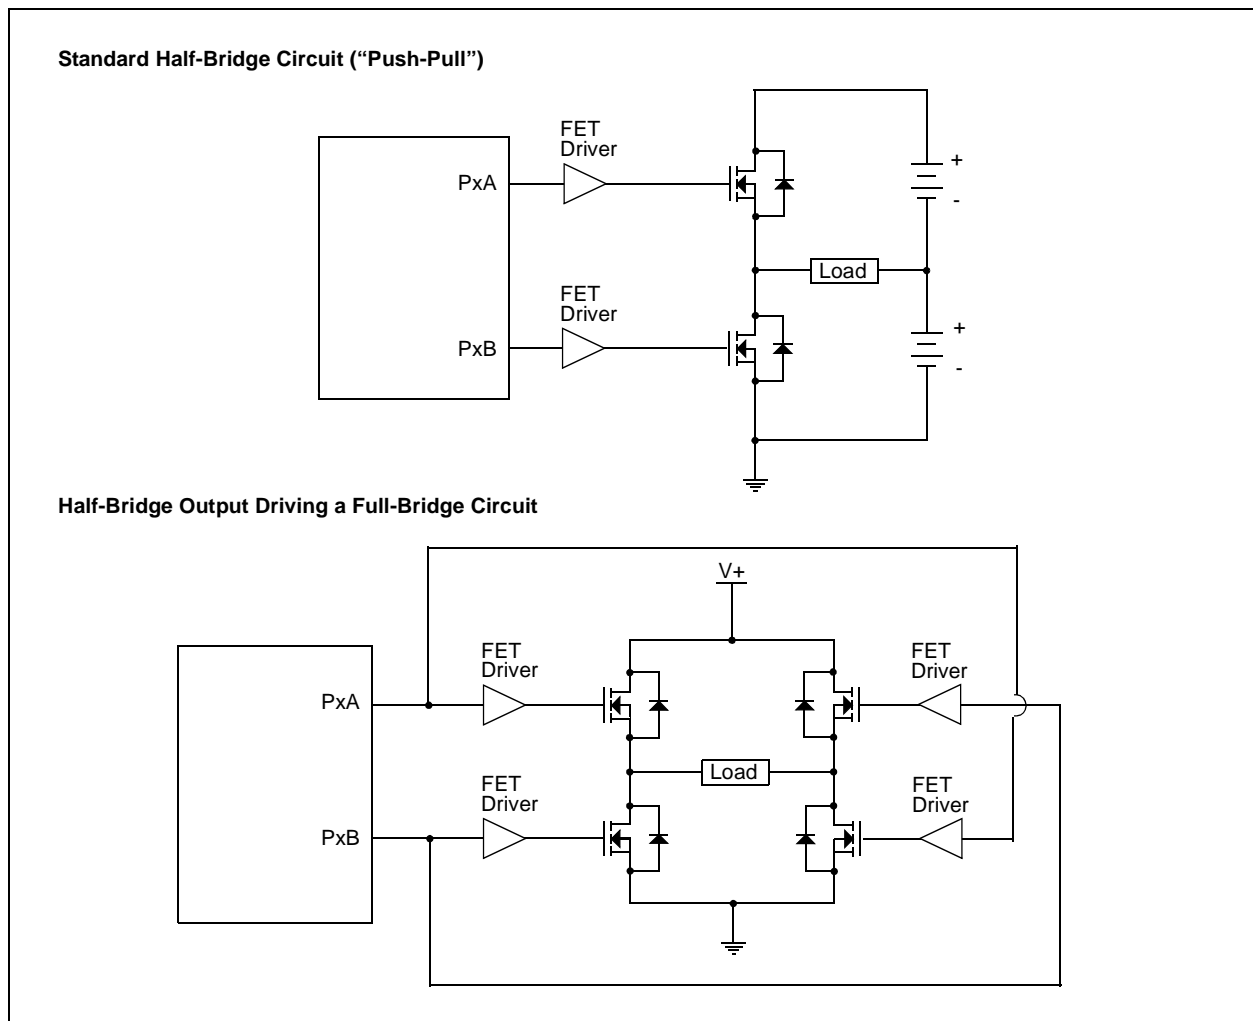 Standard Half-Bridge Circuit (“Push-Pull”)
FET
Driver
PxA
+
-
Load
FET
Driver
PxB
+
-
Half-Bridge Output Driving a Full-Bridge Circuit
V+
FET
Driver
FET
Driver
PxA
Load
FET
Driver
FET
Driver
PxB